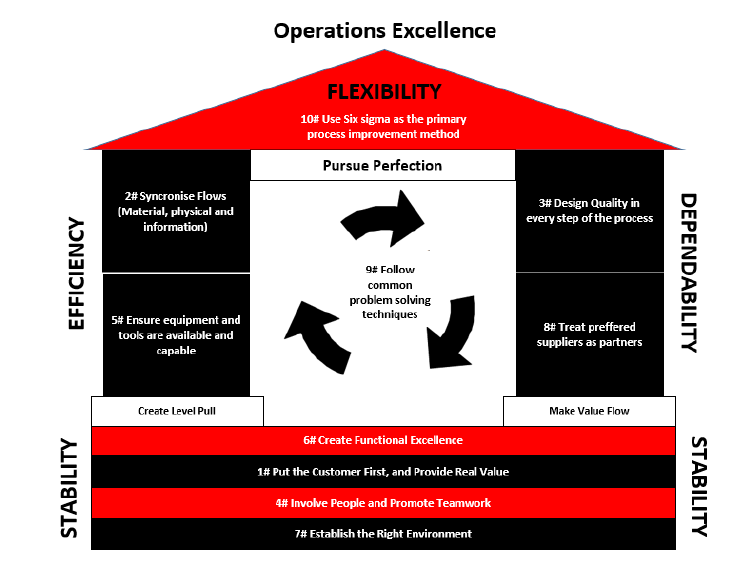 Operations Excellence
FLEXIBILITY
10# Use Six sigma as the primary
process improvement method
Pursue Perfection
2# Syncronise Flows
(Material, physical and
information)
3# Design Quality in
every step of the process
EFFICIENCY
DEPENDABILITY
9# Follow
common
problem solving
techniques
5# Ensure equipment and
tools are available and
capable
8# Treat preffered
suppliers as partners
Create Level Pull
Make Value Flow
STABILITY
STABILITY
6# Create Functional Excellence
1# Put the Customer First, and Provide Real Value
4# Involve People and Promote Teamwork
7# Establish the Right Environment